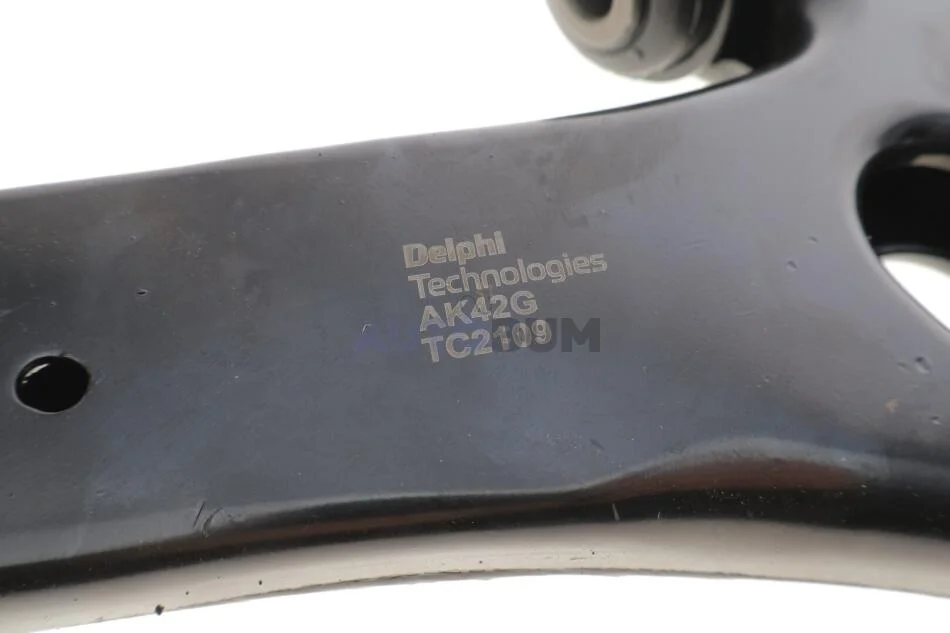 Delphi
Technologies
AK42G
TC2109